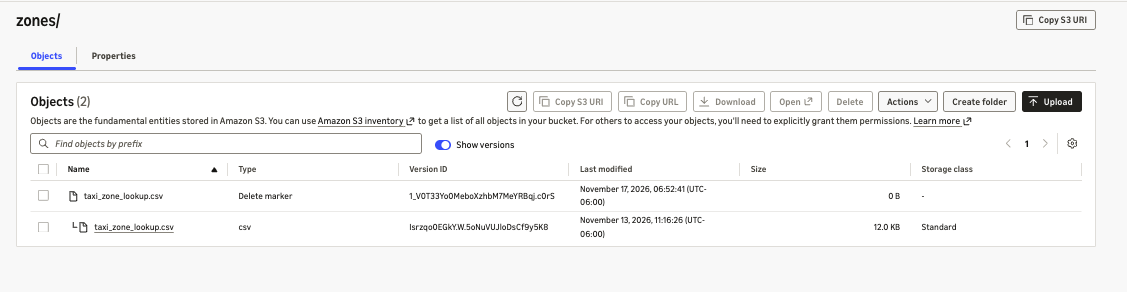 zones/
Copy S3 URI
Objects
Properties
Objects (2)
Copy S3 URI
Copy URL
Download
Open
Delete
Actions
Create folder
Upload
Objects are the fundamental entities stored in Amazon S3. You can use Amazon S3 inventory to get a list of all objects in your bucket. For others to access your objects, you'll need to explicitly grant them permissions. Learn more
Find objects by prefix
Show versions
1
Name Type Version ID Last modified Size Storage class
taxi_zone_lookup.csv Delete marker 1_V0T33Yo0MeboXzhbM7MeYRBqj.c0rS November 17, 2026, 06:52:41 (UTC-06:00) 0 B -
taxi_zone_lookup.csv csv Isrzqo0EGkY.W.5oNuVUJIoDsCf9y5KB November 13, 2026, 11:16:26 (UTC-06:00) 12.0 KB Standard